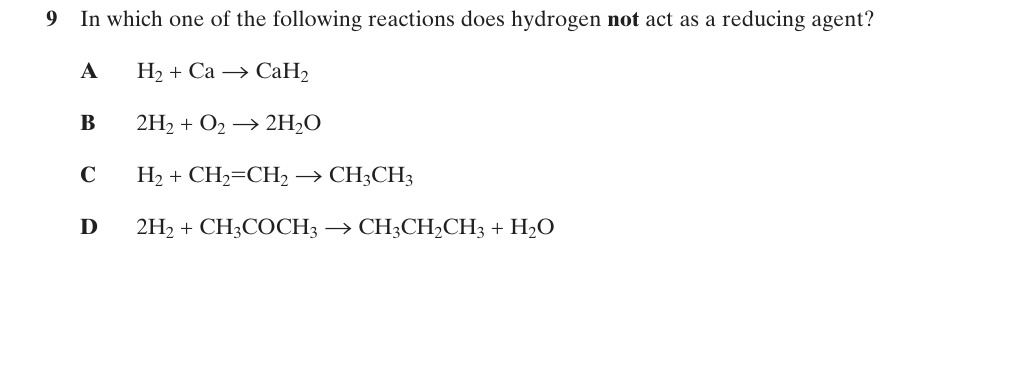 9 In which one of the following reactions does hydrogen not act as a reducing agent?
A H₂ + Ca ⟶ CaH₂
B 2H₂ + O₂ ⟶ 2H₂O
C H₂ + CH₂=CH₂ ⟶ CH₃CH₃
D 2H₂ + CH₃COCH₃ ⟶ CH₃CH₂CH₃ + H₂O